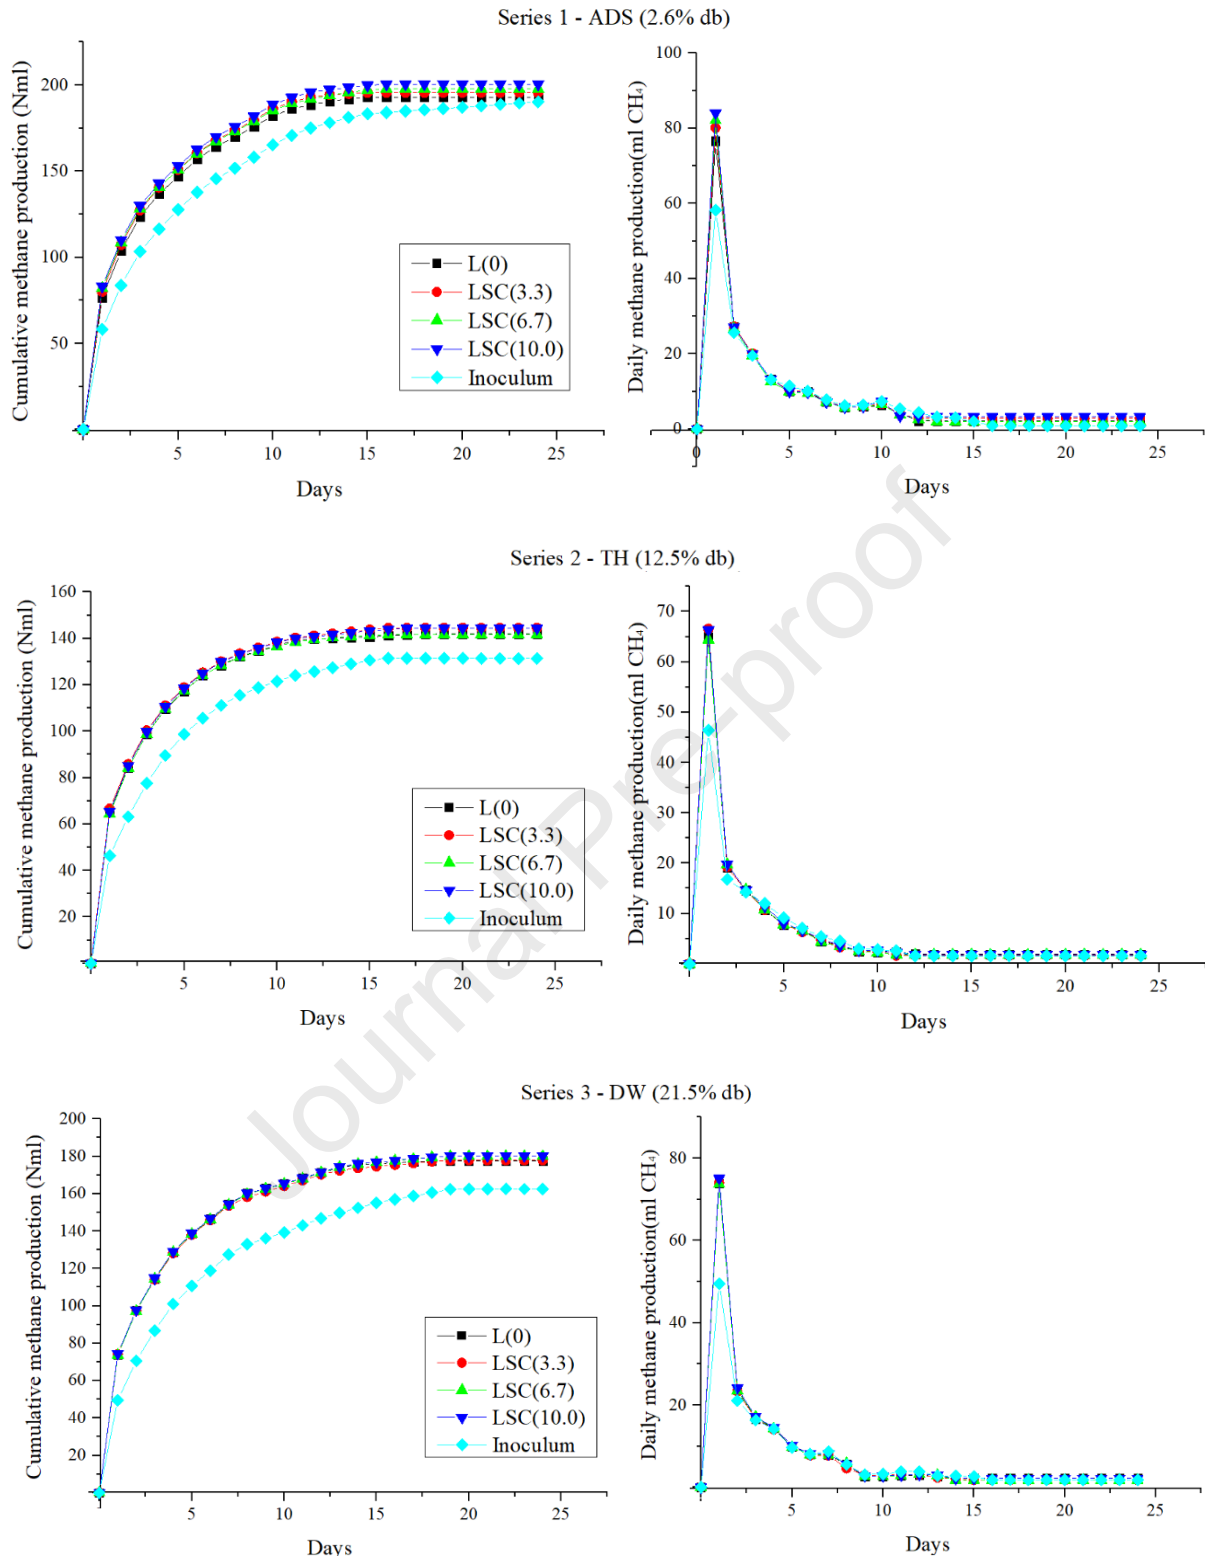 Series 1 - ADS (2.6% db)
Cumulative methane production (Nml)
200
150
100
50
5
10
15
20
25
Days
L(0)
LSC(3.3)
LSC(6.7)
LSC(10.0)
Inoculum
Daily methane production(ml CH₄)
100
80
60
40
20
0
0
5
10
15
20
25
Days
Series 2 - TH (12.5% db)
Cumulative methane production (Nml)
160
140
120
100
80
60
40
20
5
10
15
20
25
Days
L(0)
LSC(3.3)
LSC(6.7)
LSC(10.0)
Inoculum
Daily methane production(ml CH₄)
70
60
50
40
30
20
10
5
10
15
20
25
Days
Series 3 - DW (21.5% db)
Cumulative methane production (Nml)
200
180
160
140
120
100
80
60
40
20
5
10
15
20
25
Days
L(0)
LSC(3.3)
LSC(6.7)
LSC(10.0)
Inoculum
Daily methane production(ml CH₄)
80
60
40
20
5
10
15
20
25
Days
Journal Pre-proof